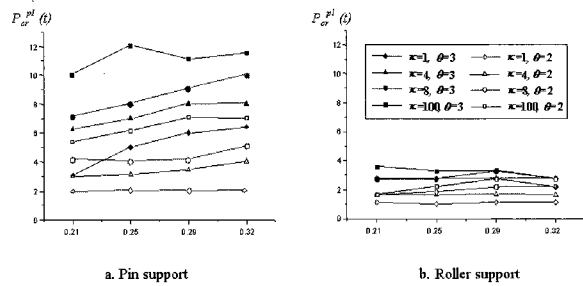 P_cr^pl (t)
P_cr^pl (t)
14
12
10
8
6
4
2
0
0.21 0.25 0.29 0.32
12
10
8
6
4
2
0
0.21 0.25 0.29 0.32
κ=1, θ=3 κ=1, θ=2
κ=4, θ=3 κ=4, θ=2
κ=8, θ=3 κ=8, θ=2
κ=100, θ=3 κ=100, θ=2
a. Pin support
b. Roller support